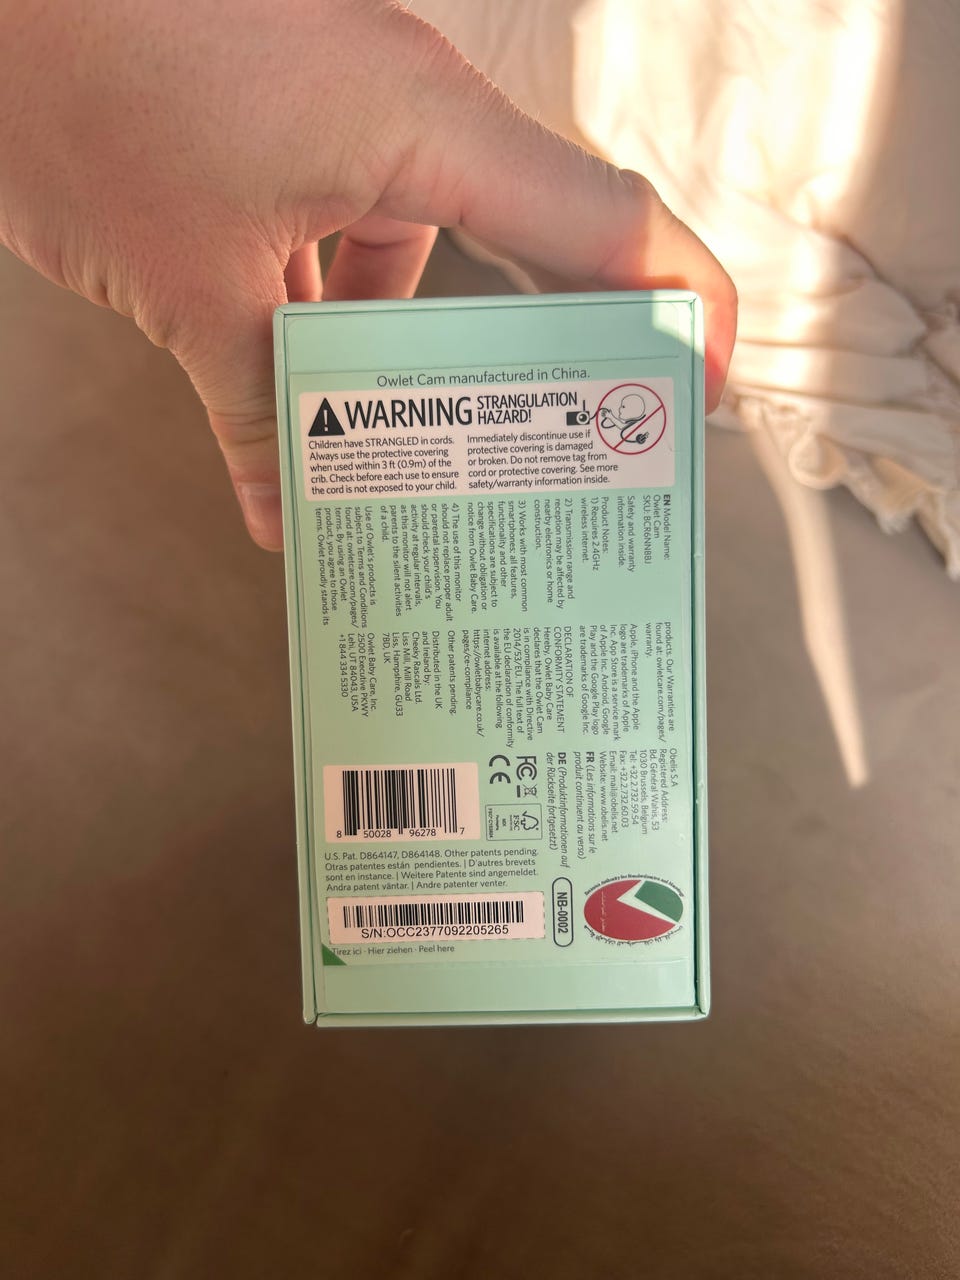 Owlet Cam manufactured in China.
WARNING STRANGULATION
HAZARD!
Children have STRANGLED in cords.
Always use the protective covering
when used within 3 ft (0.9m) of the
crib. Check before each use to ensure
the cord is not exposed to your child.
Immediately discontinue use if
protective covering is damaged
or broken. Do not remove tag from
cord or protective covering. See more
safety/warranty information inside.
EN Model Name:
Owlet Cam
SKU: BCR6NNBBJ
Safety and warranty
information inside.
Product Notes:
1) Requires 2.4GHz
wireless internet.
2) Transmission range and
reception may be affected by
nearby electronics or home
construction.
3) Works with most common
smartphones; all features,
functionality and other
specifications are subject to
change without obligation or
notice from Owlet Baby Care.
4) The use of this monitor
should not replace proper adult
or parental supervision. You
should check your child's
activity at regular intervals,
as this monitor will not alert
parents to the silent activities
of a child.
Use of Owlet's products is
subject to Terms and Conditions
found at: owletcare.com/pages/
terms. By using an Owlet
product, you agree to those
terms. Owlet proudly stands its
products. Our Warranties are
found at: owletcare.com/pages/
warranty
Apple, iPhone and the Apple
logo are trademarks of Apple
Inc. App Store is a service mark
of Apple Inc. Android, Google
Play and the Google Play logo
are trademarks of Google Inc.
DECLARATION OF
CONFORMITY STATEMENT
Hereby, Owlet Baby Care
declares that the Owlet Cam
is in compliance with Directive
2014/53/EU. The full text of
the EU declaration of conformity
is available at the following
internet address:
https://owletbabycare.co.uk/
pages/ce-compliance
Other patents pending.
Distributed in the UK
and Ireland by:
Cheeky Rascals Ltd.
Liss Mill, Mill Road
Liss, Hampshire, GU33
7BD, UK
Owlet Baby Care, Inc.
2500 Executive PKWY
Lehi, UT 84043, USA
+1 844 334 5330
Obelis S.A
Registered Address:
Bd. Général Wahis, 53
1030 Brussels, Belgium
Tel: +32.2.732.59.54
Fax: +32.2.732.60.03
Email: mail@obelis.net
Website: www.obelis.net
FR (Les informations sur le
produit continuent au verso)
DE (Produktinformationen auf
der Rückseite fortgesetzt)
FC
CE
FSC
MIX
8 50028 96278 7
U.S. Pat. D864147, D864148. Other patents pending.
Otras patentes están pendientes. | D'autres brevets
sont en instance. | Weitere Patente sind angemeldet.
Andra patent väntar. | Andre patenter venter.
NB-0002
S/N:OCC2377092205265
Tirez ici · Hier ziehen · Peel here